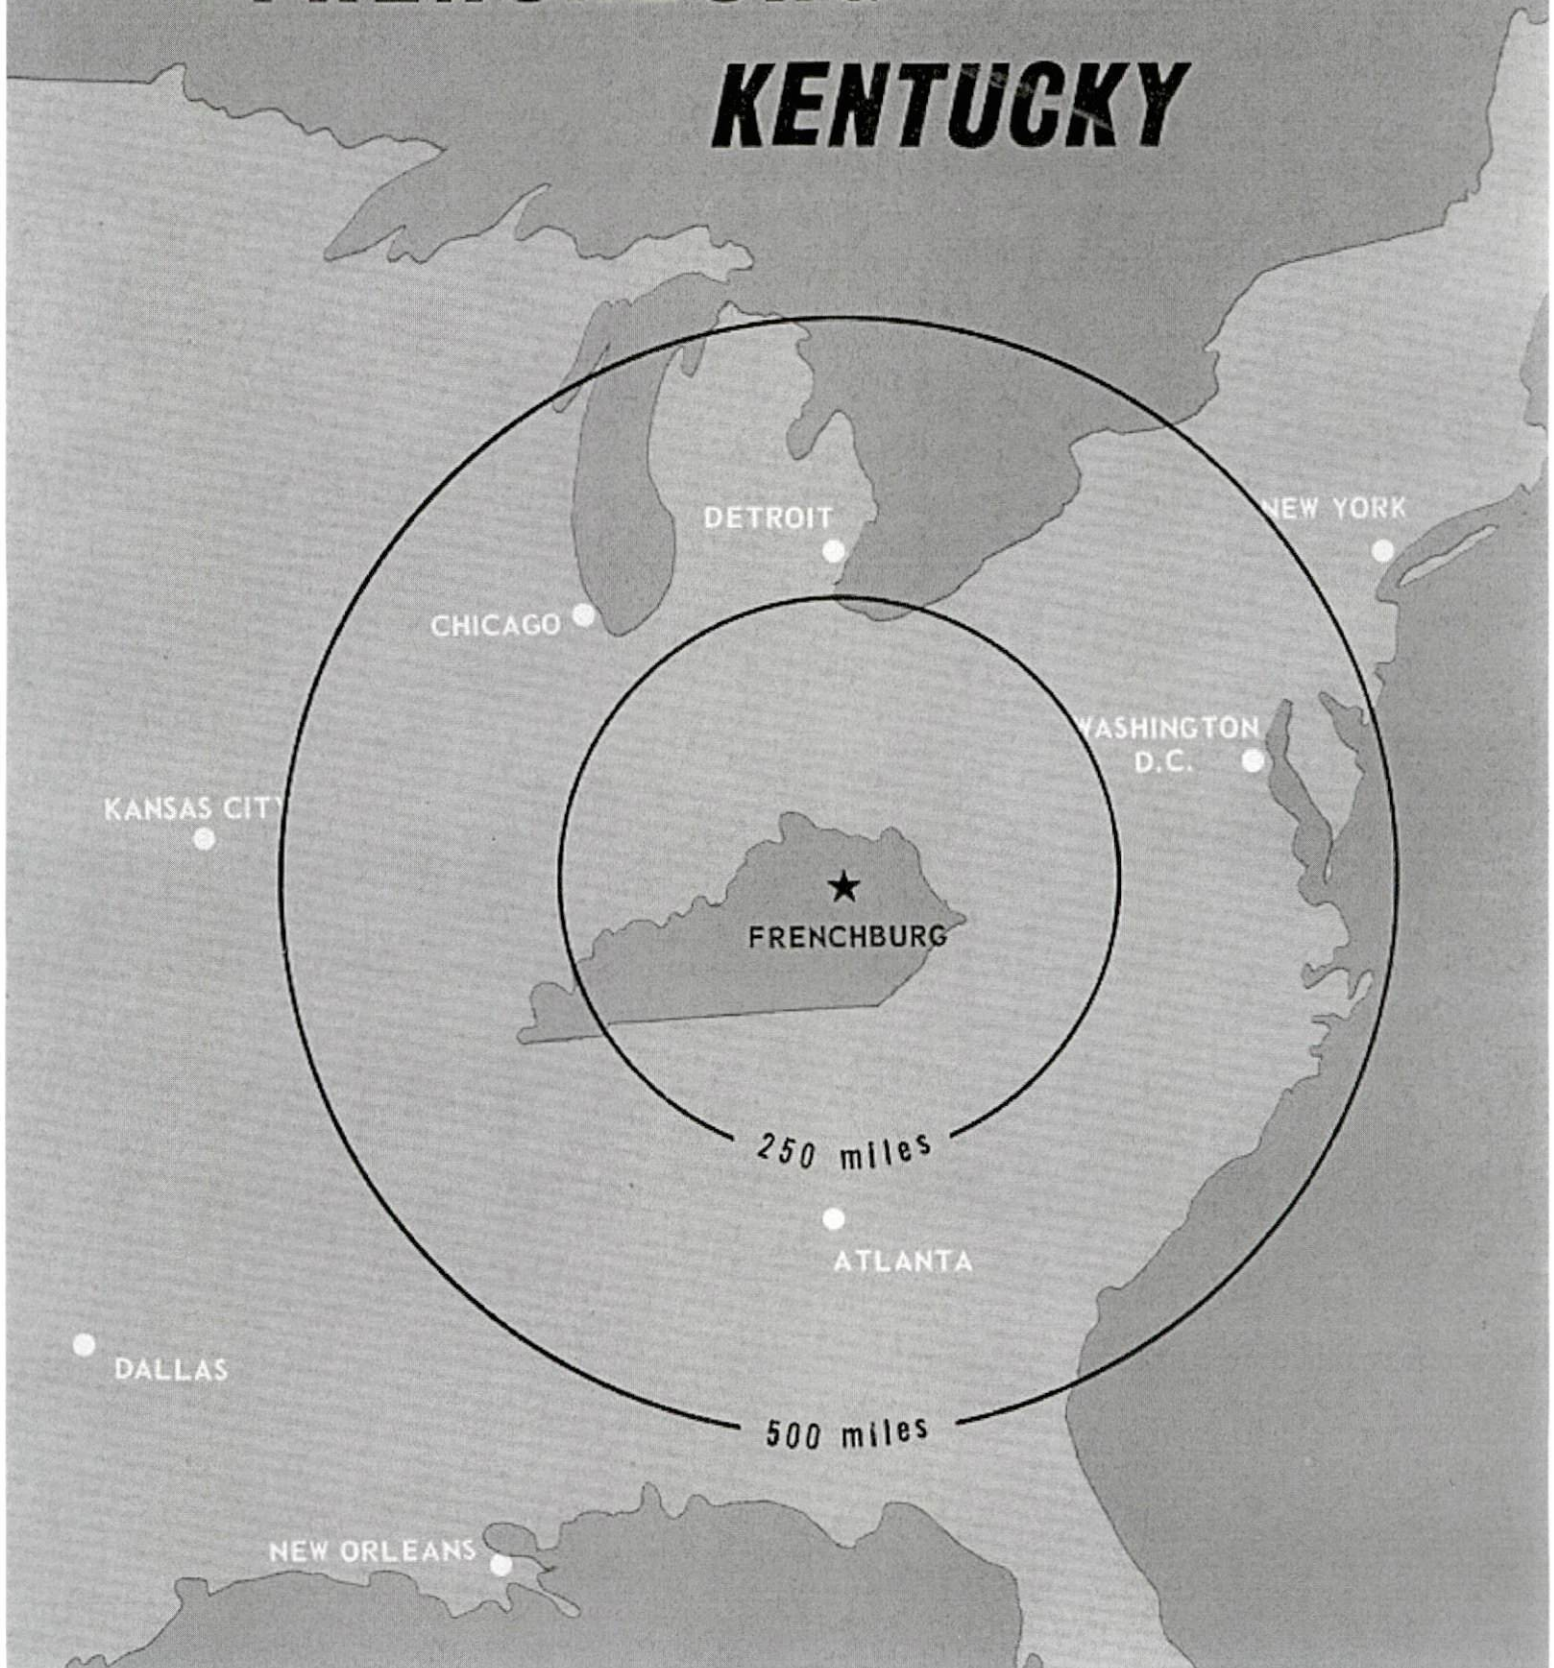 KENTUCKY
DETROIT
NEW YORK
CHICAGO
WASHINGTON
D.C.
KANSAS CITY
FRENCHBURG
250 miles
ATLANTA
DALLAS
500 miles
NEW ORLEANS